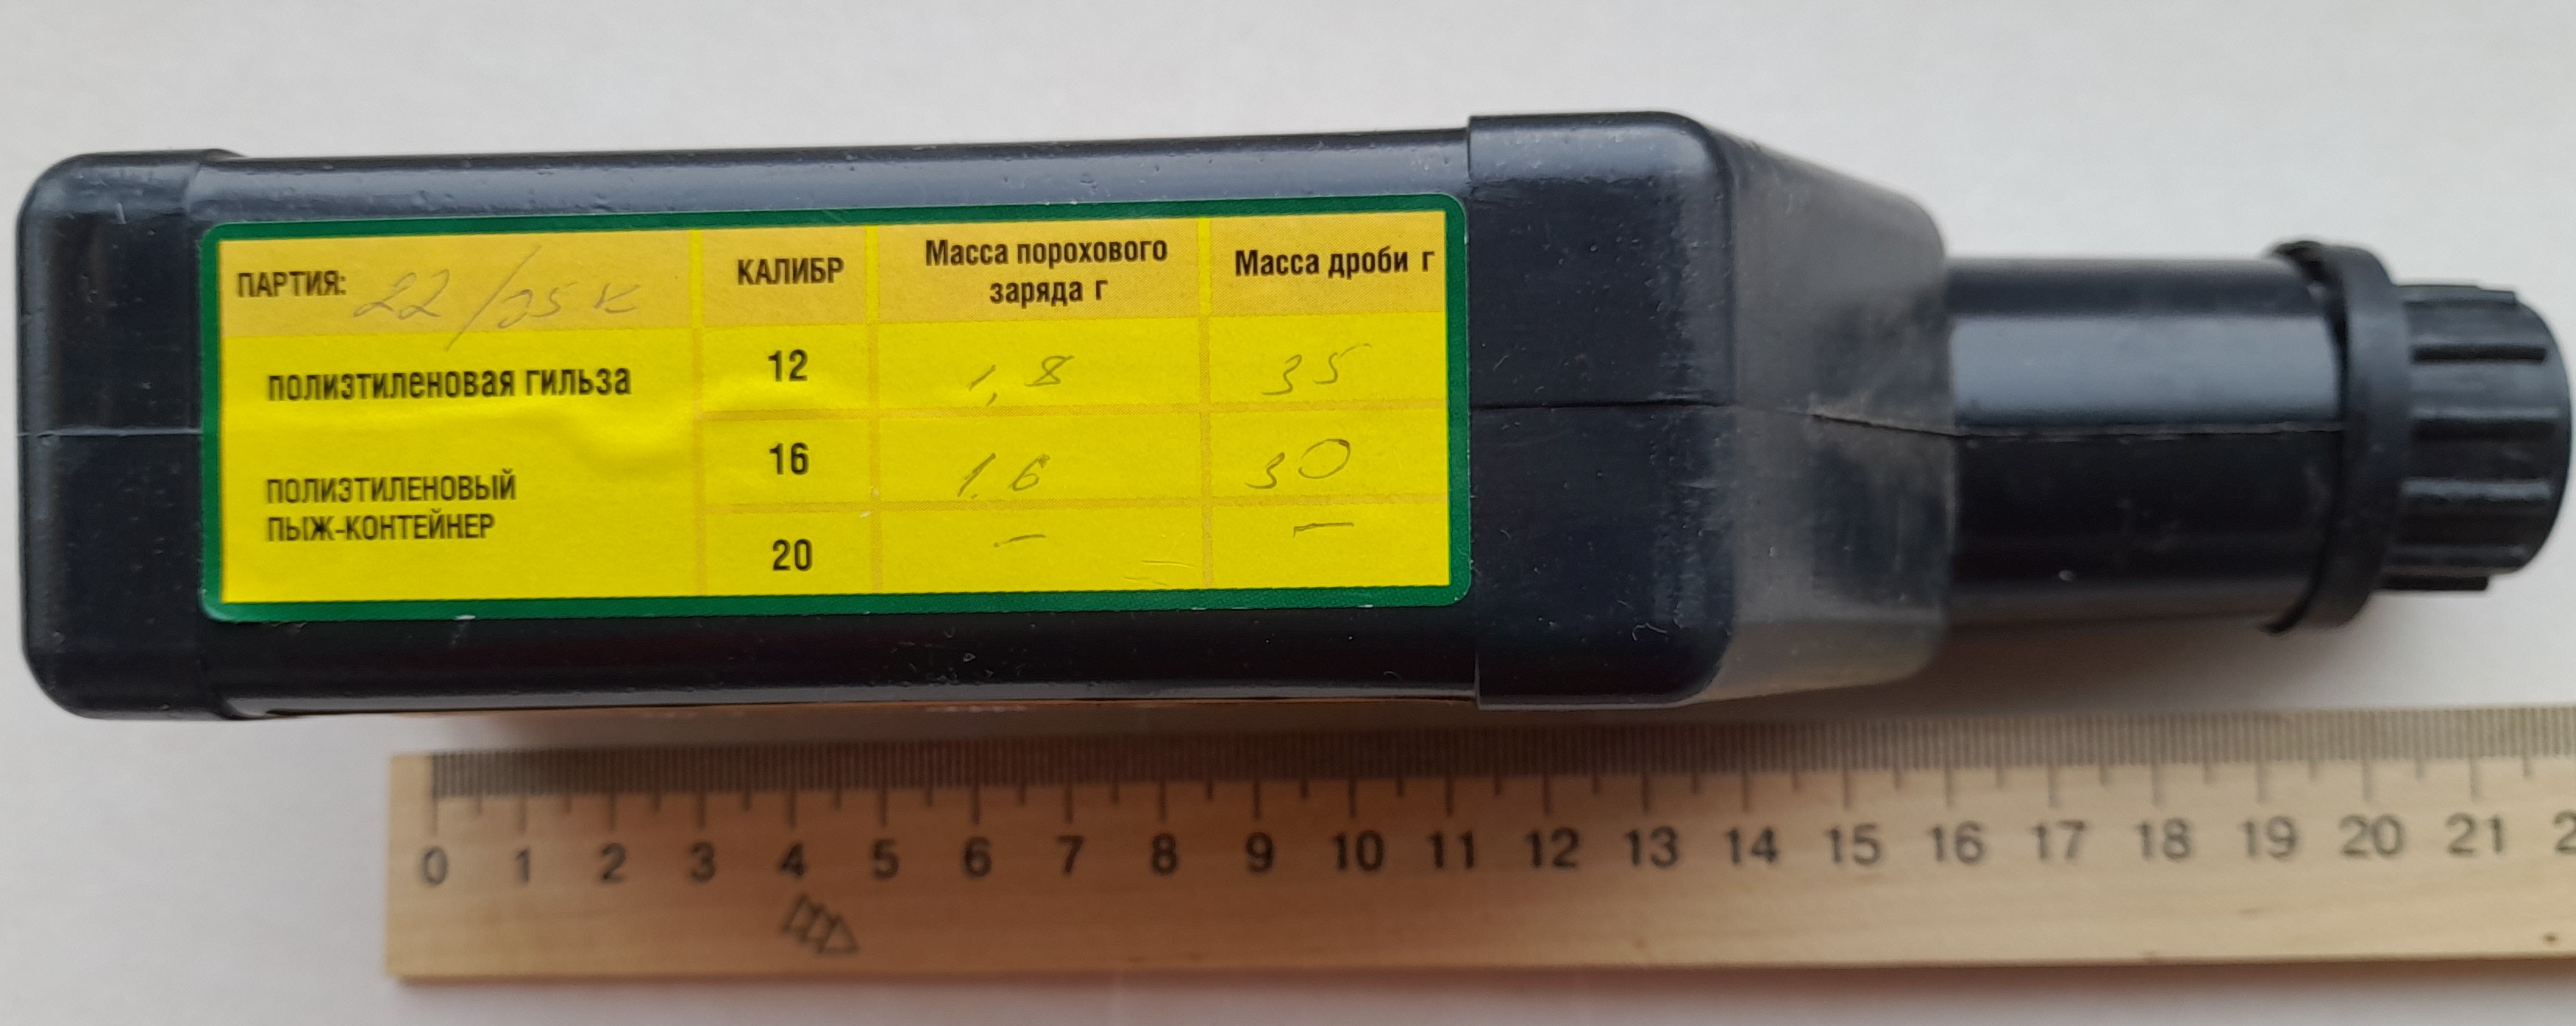 ПАРТИЯ: 22/25 К
КАЛИБР
Масса порохового
заряда г
Масса дроби г
полиэтиленовая гильза
12
1,8
35
16
1.6
30
ПОЛИЭТИЛЕНОВЫЙ
ПЫЖ-КОНТЕЙНЕР
20
—
—
0 1 2 3 4 5 6 7 8 9 10 11 12 13 14 15 16 17 18 19 20 21 2